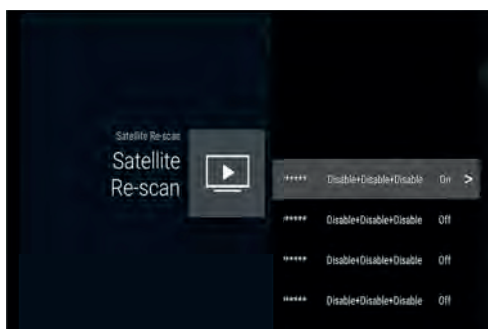 Satellite Re-scan
Satellite
Re-scan
***** Disable+Disable+Disable On >
***** Disable+Disable+Disable Off
***** Disable+Disable+Disable Off
***** Disable+Disable+Disable Off